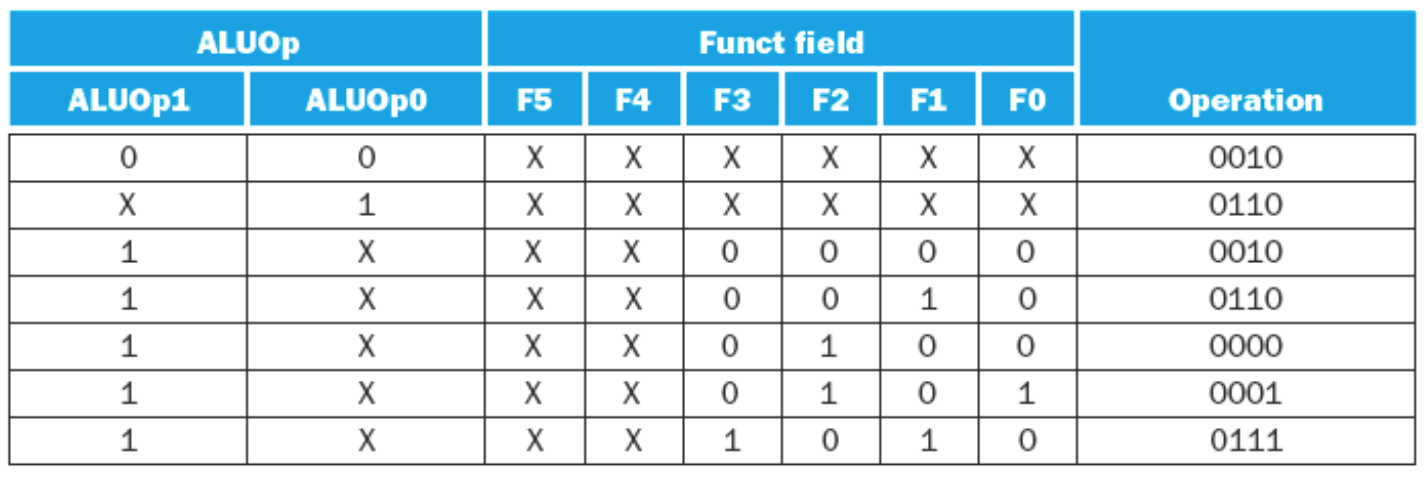 ALUOp Funct field
ALUOp1 ALUOp0 F5 F4 F3 F2 F1 F0 Operation
0 0 X X X X X X 0010
X 1 X X X X X X 0110
1 X X X 0 0 0 0 0010
1 X X X 0 0 1 0 0110
1 X X X 0 1 0 0 0000
1 X X X 0 1 0 1 0001
1 X X X 1 0 1 0 0111